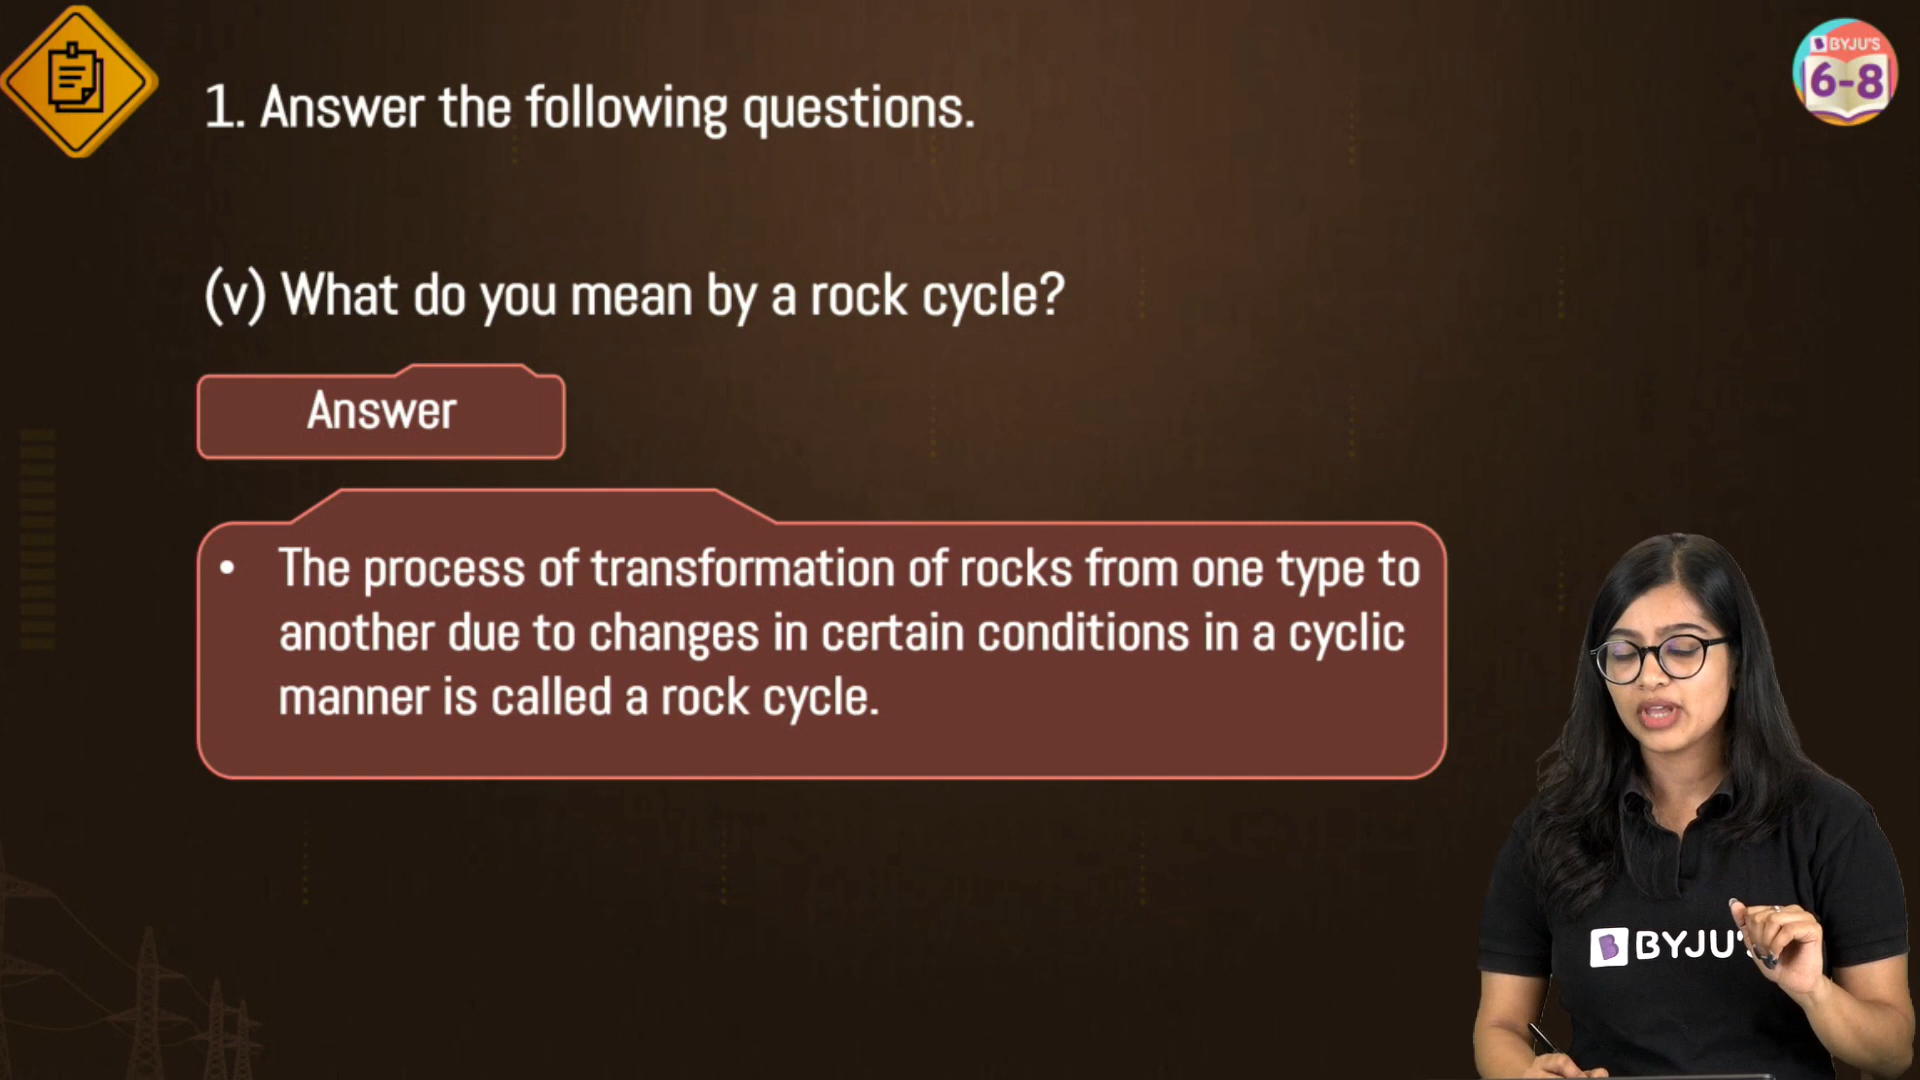 BYJU'S
6-8
1. Answer the following questions.
(v) What do you mean by a rock cycle?
Answer
• The process of transformation of rocks from one type to
another due to changes in certain conditions in a cyclic
manner is called a rock cycle.
BYJU'S